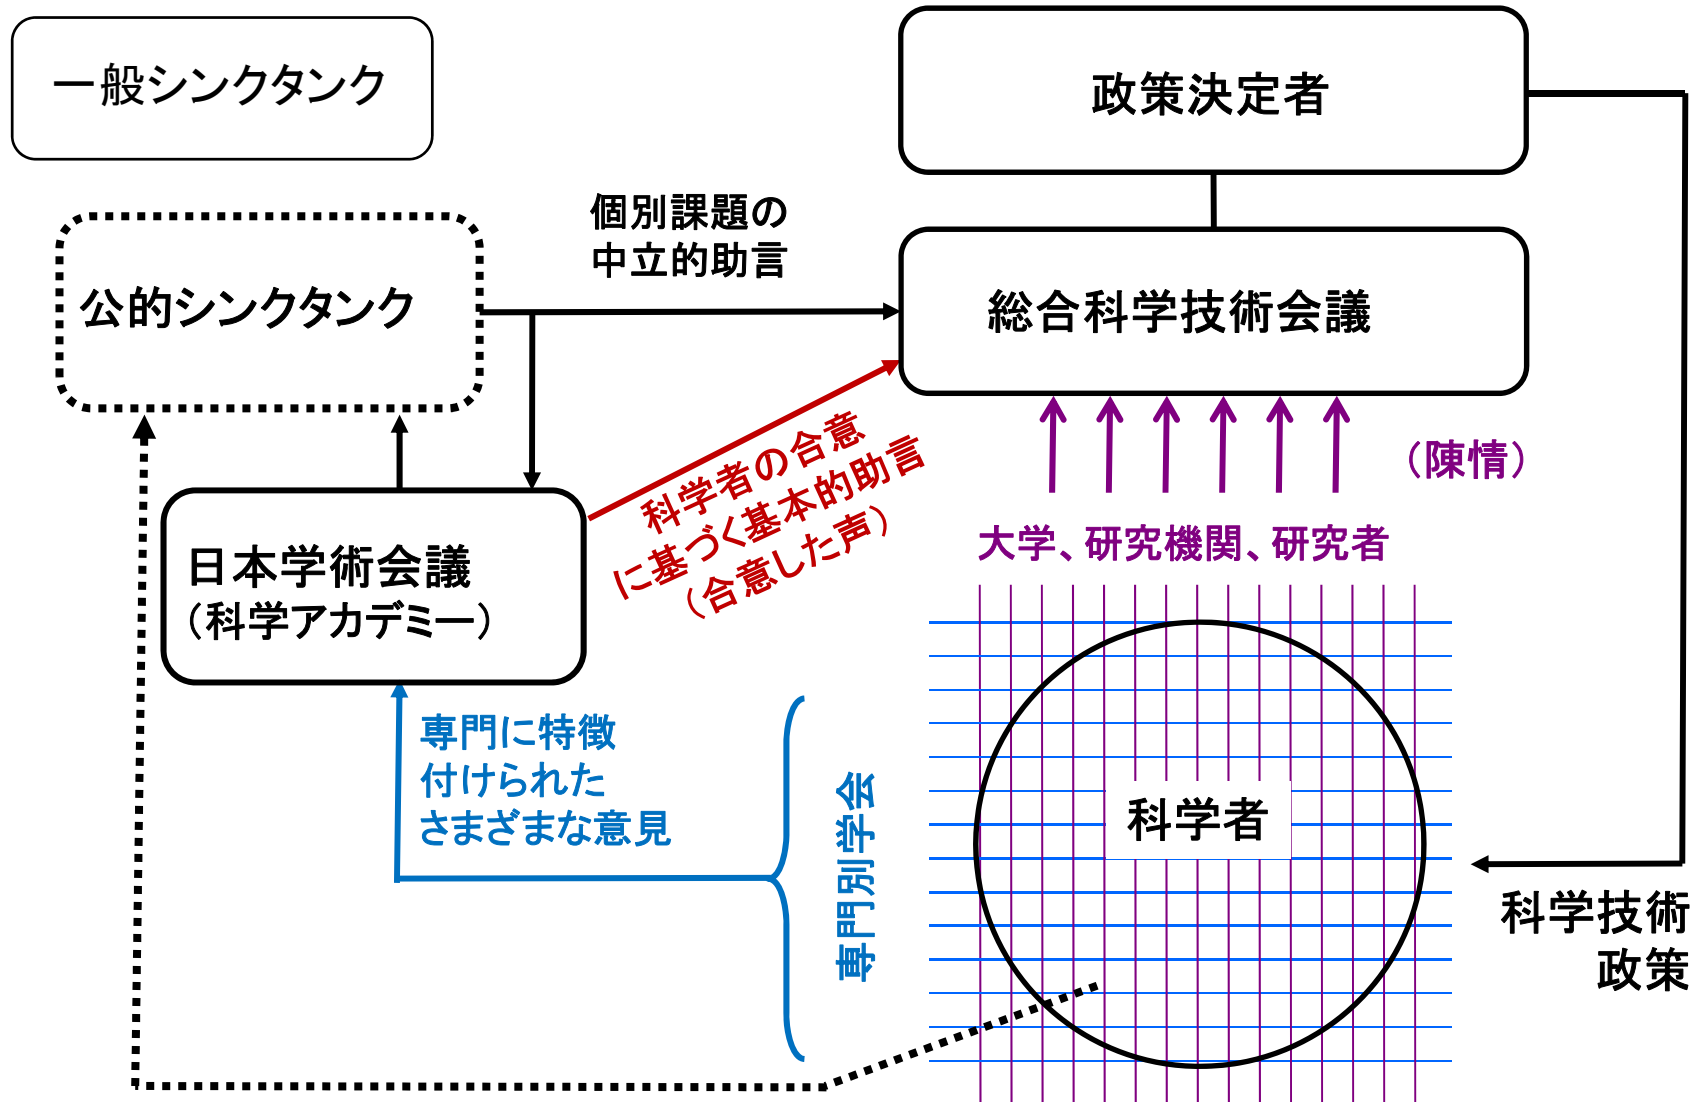 一般シンクタンク
政策決定者
個別課題の
中立的助言
公的シンクタンク
総合科学技術会議
科学者の合意
に基づく基本的助言
（合意した声）
（陳情）
大学、研究機関、研究者
日本学術会議
（科学アカデミー）
専門に特徴
付けられた
さまざまな意見
専門別学会
科学者
科学技術
政策